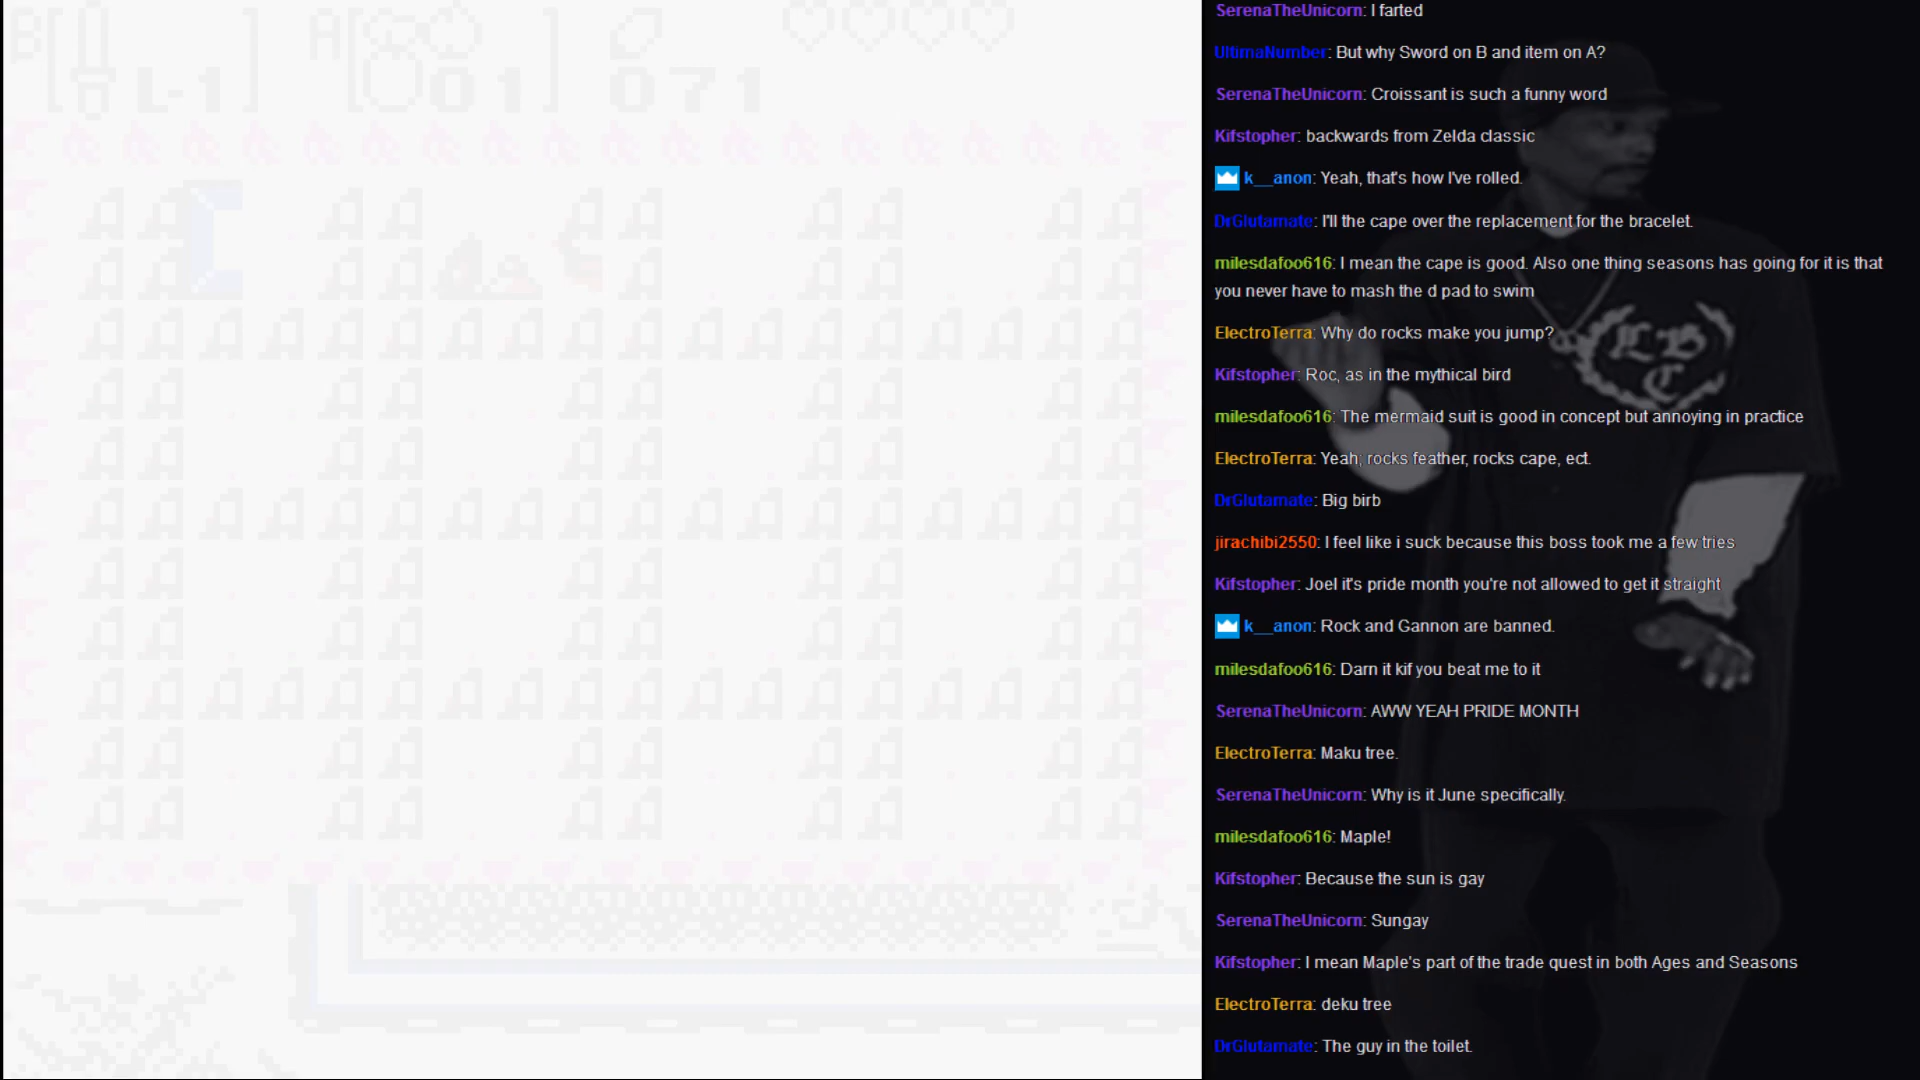 B
L-1
A
01
071
SerenaTheUnicorn: I farted
UltimaNumber: But why Sword on B and item on A?
SerenaTheUnicorn: Croissant is such a funny word
Kifstopher: backwards from Zelda classic
k__anon: Yeah, that's how I've rolled.
DrGlutamate: I'll the cape over the replacement for the bracelet.
milesdafoo616: I mean the cape is good. Also one thing seasons has going for it is that
you never have to mash the d pad to swim
ElectroTerra: Why do rocks make you jump?
Kifstopher: Roc, as in the mythical bird
milesdafoo616: The mermaid suit is good in concept but annoying in practice
ElectroTerra: Yeah; rocks feather, rocks cape, ect.
DrGlutamate: Big birb
jirachibi2550: I feel like i suck because this boss took me a few tries
Kifstopher: Joel it's pride month you're not allowed to get it straight
k__anon: Rock and Gannon are banned.
milesdafoo616: Darn it kif you beat me to it
SerenaTheUnicorn: AWW YEAH PRIDE MONTH
ElectroTerra: Maku tree.
SerenaTheUnicorn: Why is it June specifically.
milesdafoo616: Maple!
Kifstopher: Because the sun is gay
SerenaTheUnicorn: Sungay
Kifstopher: I mean Maple's part of the trade quest in both Ages and Seasons
ElectroTerra: deku tree
DrGlutamate: The guy in the toilet.
LBC